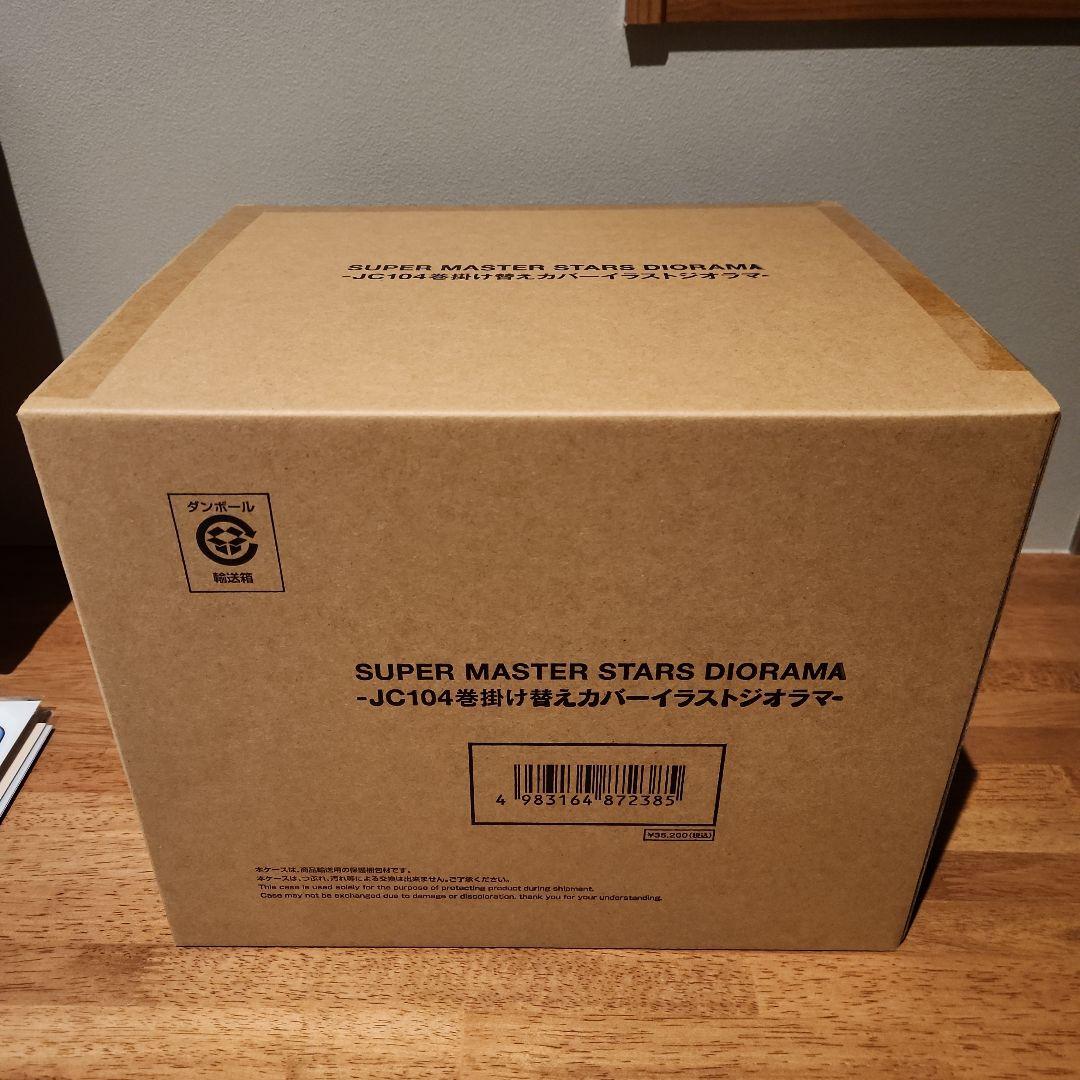 SUPER MASTER STARS DIORAMA
-JC104巻掛け替えカバーイラストジオラマ-
ダンボール
輸送箱
SUPER MASTER STARS DIORAMA
-JC104巻掛け替えカバーイラストジオラマ-
4 983164 872385
¥35,200(税込)
本ケースは、商品輸送用の保護梱包材です。
本ケースは、つぶれ、汚れ等による交換は出来ません。ご了承ください。
This case is used solely for the purpose of protecting product during shipment.
Case may not be exchanged due to damage or discoloration. thank you for your understanding.